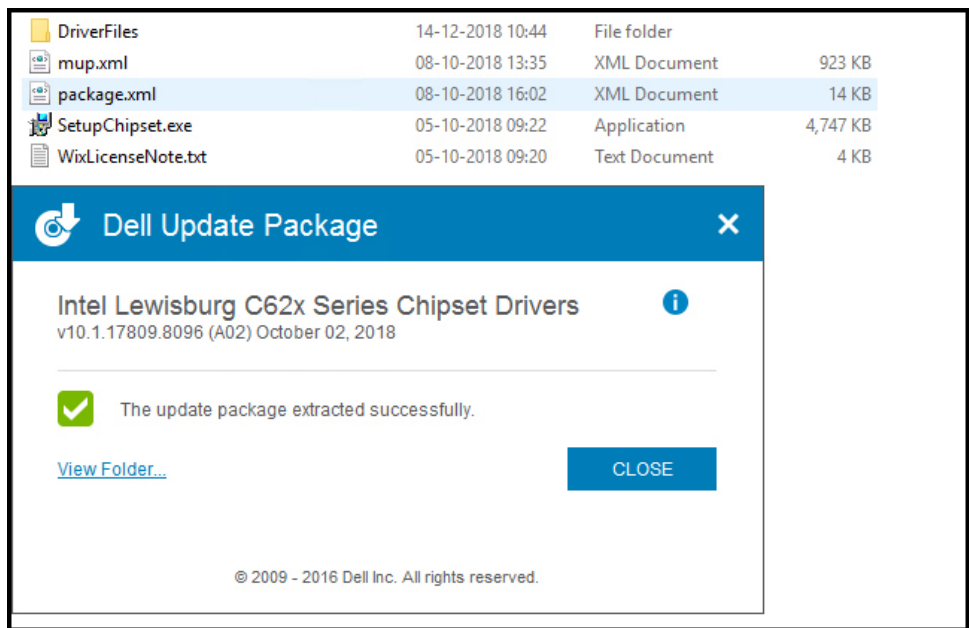 DriverFiles 14-12-2018 10:44 File folder
mup.xml 08-10-2018 13:35 XML Document 923 KB
package.xml 08-10-2018 16:02 XML Document 14 KB
SetupChipset.exe 05-10-2018 09:22 Application 4,747 KB
WixLicenseNote.txt 05-10-2018 09:20 Text Document 4 KB
Dell Update Package
Intel Lewisburg C62x Series Chipset Drivers
v10.1.17809.8096 (A02) October 02, 2018
The update package extracted successfully.
View Folder... CLOSE
© 2009 - 2016 Dell Inc. All rights reserved.